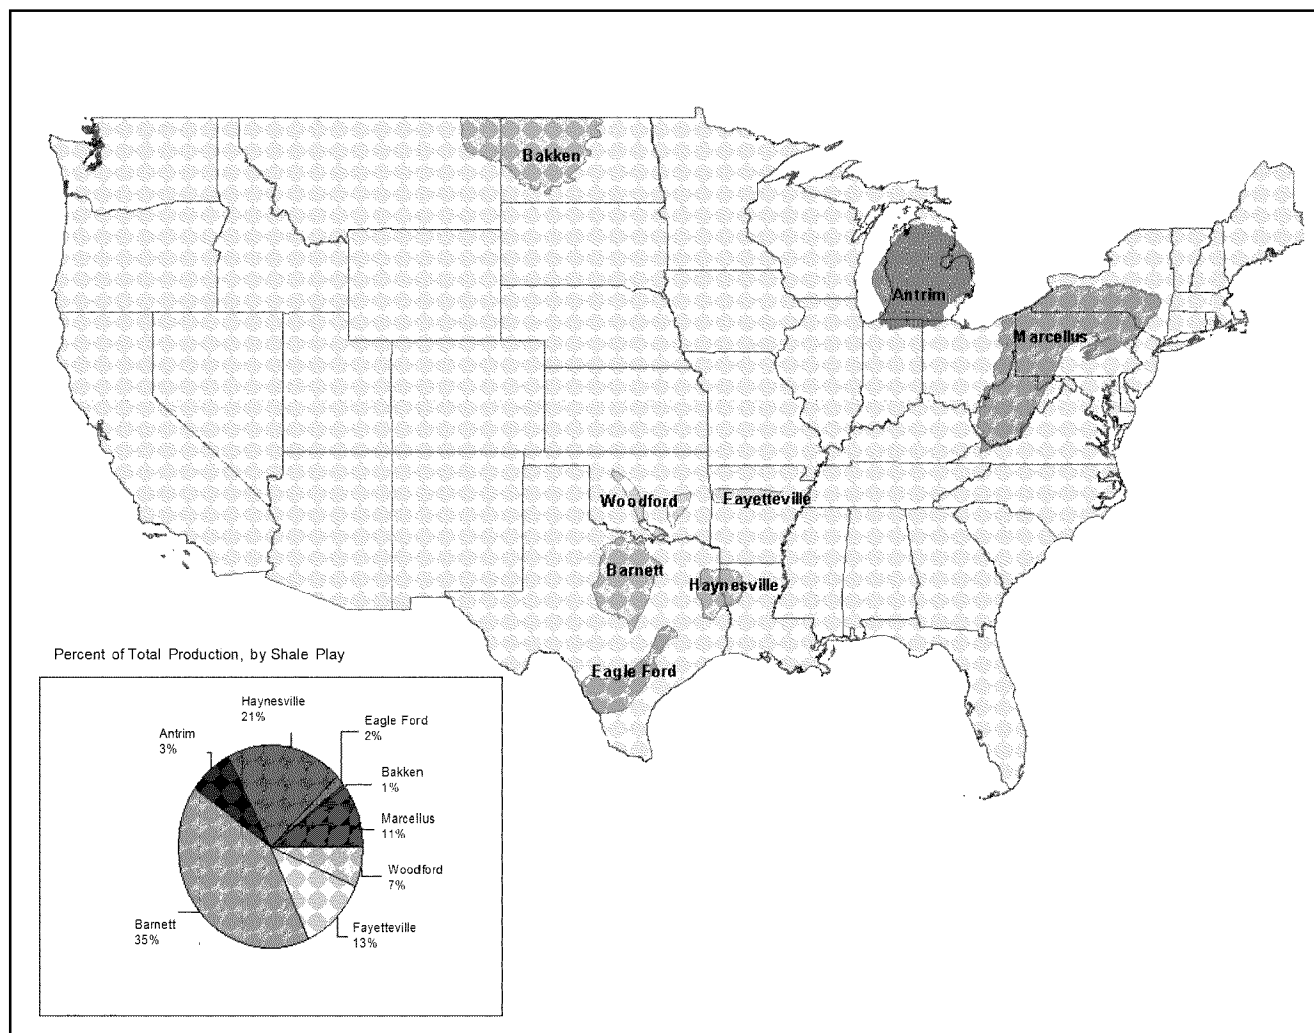 Bakken
Antrim
Marcellus
Woodford
Fayetteville
Barnett
Haynesville
Eagle Ford
Percent of Total Production, by Shale Play
Haynesville
21%
Eagle Ford
2%
Antrim
3%
Bakken
1%
Marcellus
11%
Woodford
7%
Barnett
35%
Fayetteville
13%